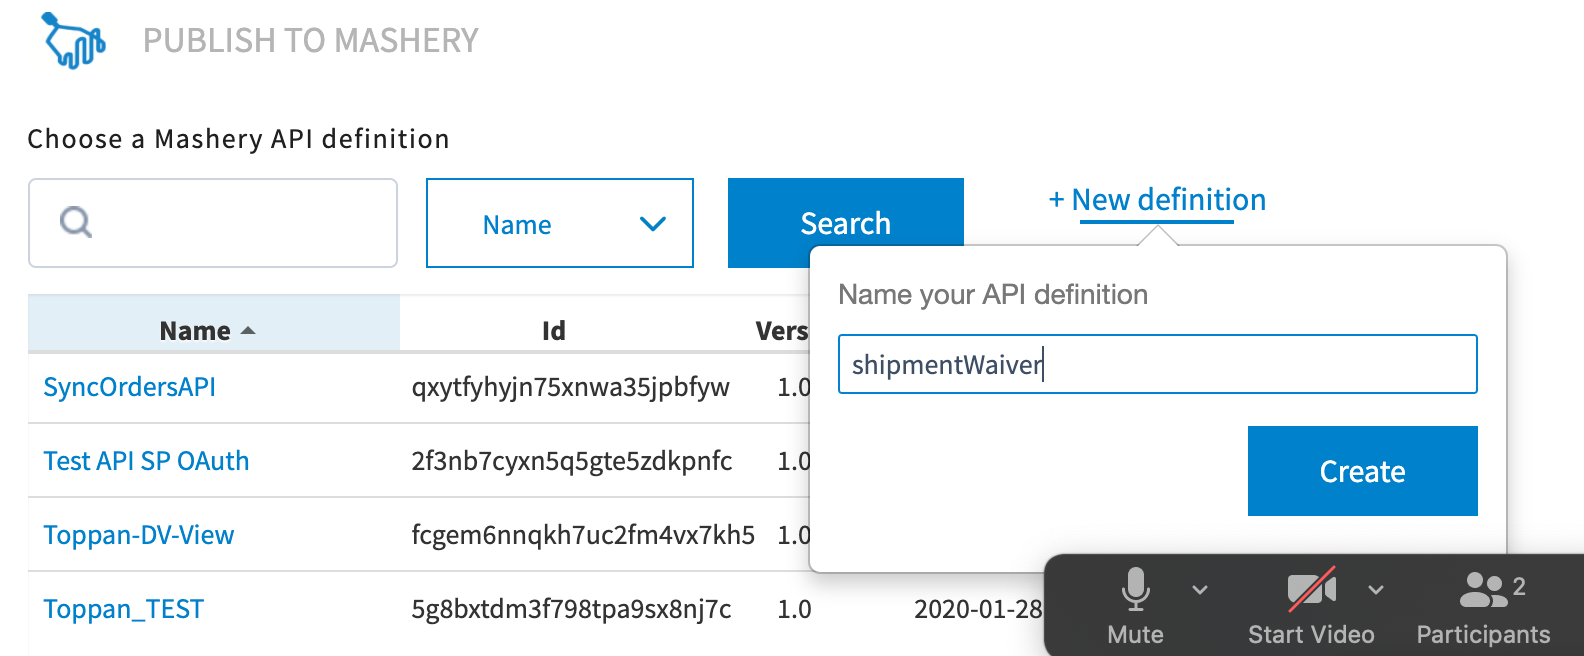 PUBLISH TO MASHERY
Choose a Mashery API definition
Name
Search
+ New definition
Name your API definition
shipmentWaiver
Create
Name Id Vers
SyncOrdersAPI qxytfyhyjn75xnwa35jpbfyw 1.0
Test API SP OAuth 2f3nb7cyxn5q5gte5zdkpnfc 1.0
Toppan-DV-View fcgem6nnqkh7uc2fm4vx7kh5 1.0
Toppan_TEST 5g8bxtdm3f798tpa9sx8nj7c 1.0 2020-01-28
2
Mute Start Video Participants